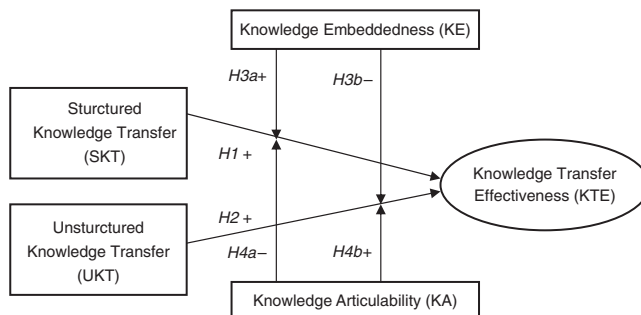 Knowledge Embeddedness (KE)
H3a+
H3b–
Sturctured
Knowledge Transfer
(SKT)
H1 +
Knowledge Transfer
Effectiveness (KTE)
Unsturctured
Knowledge Transfer
(UKT)
H2 +
H4a–
H4b+
Knowledge Articulability (KA)